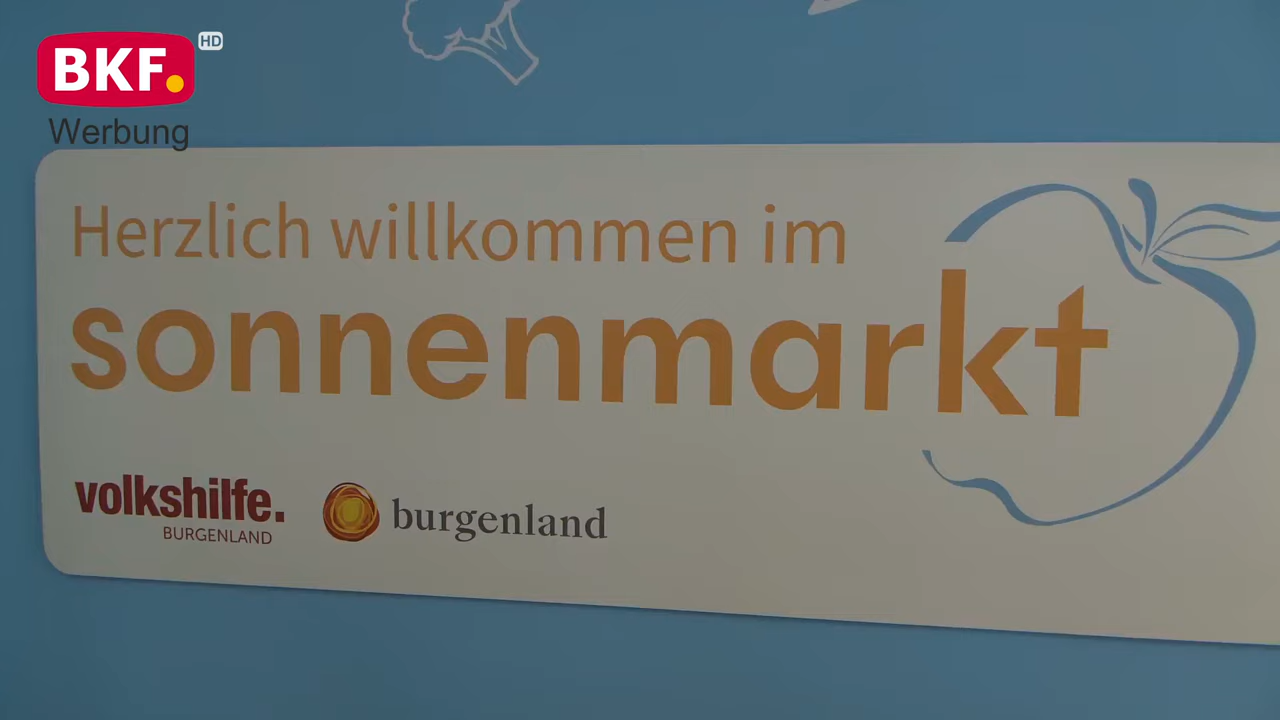 BKF.
HD
Werbung
Herzlich willkommen im
sonnenmarkt
volkshilfe.
BURGENLAND
burgenland